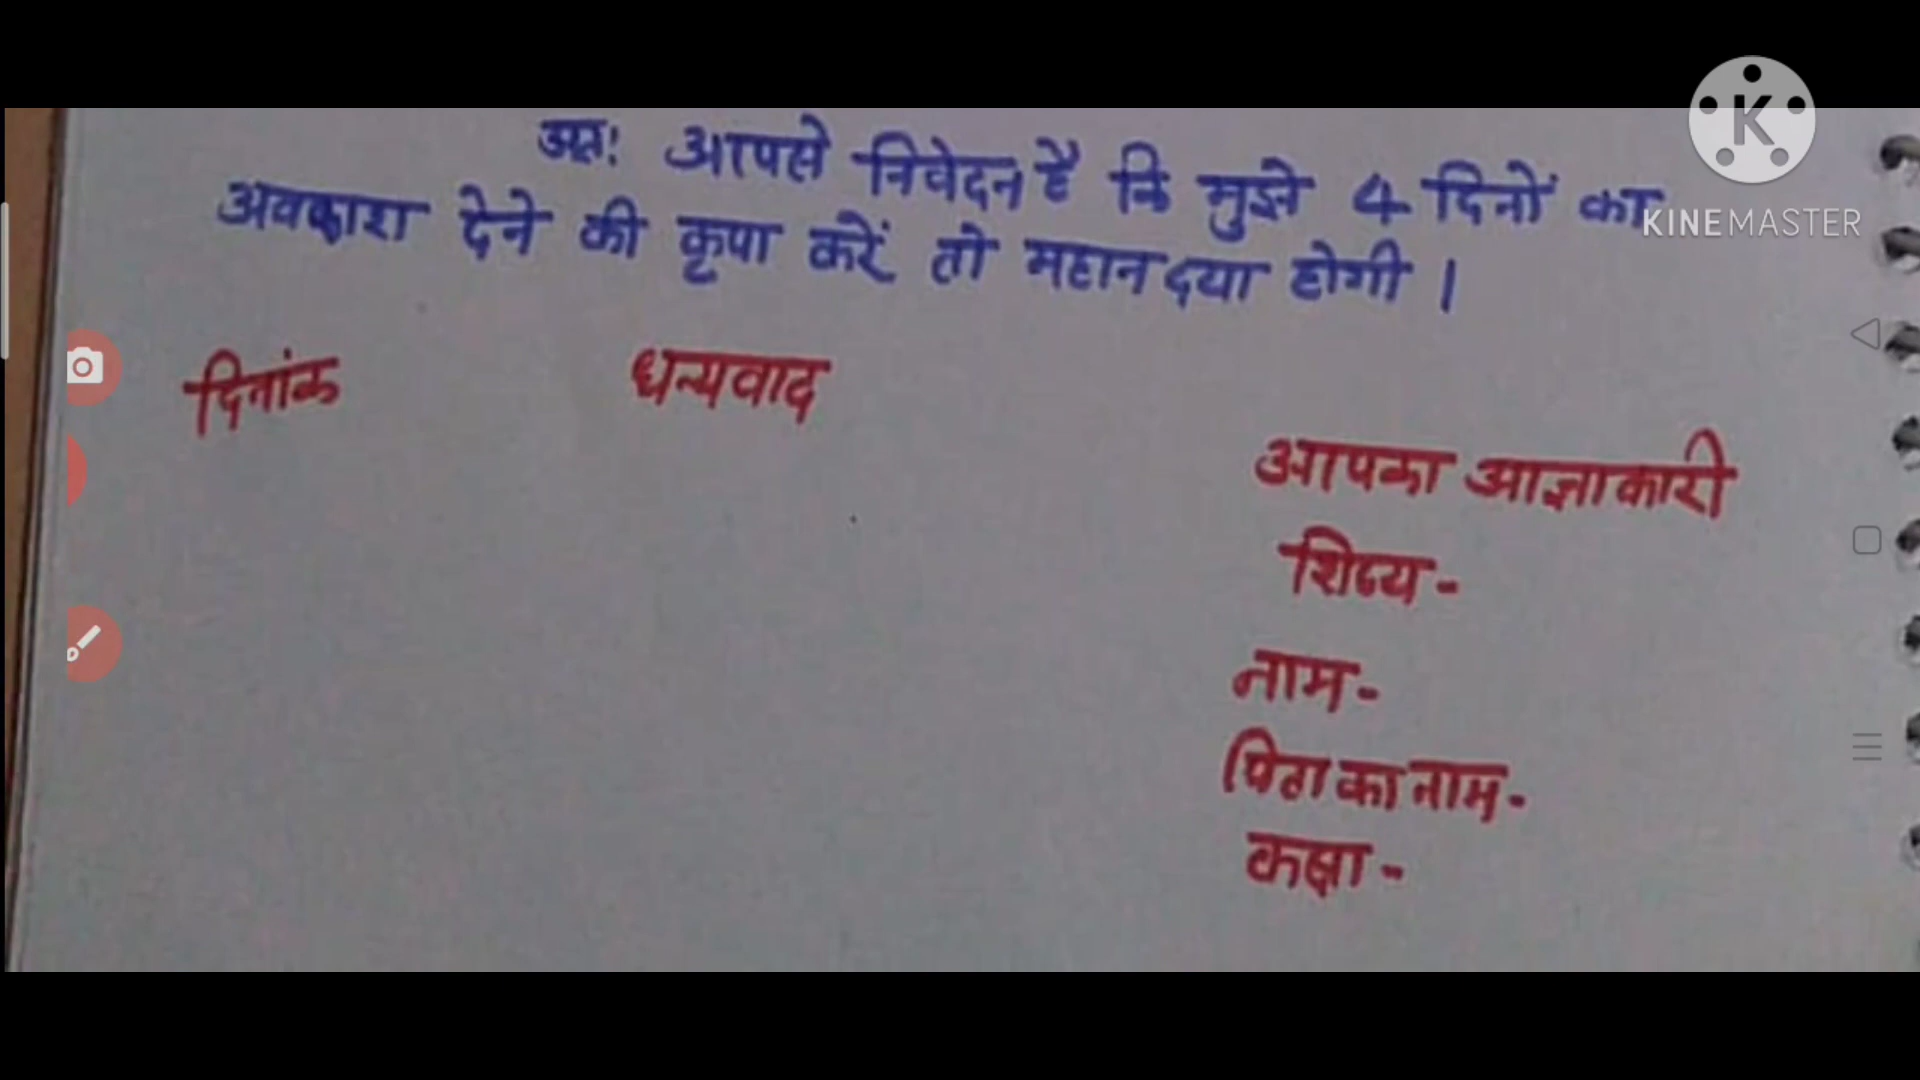 अतः आपसे निवेदन है कि मुझे 4 दिनों का
अवकाश देने की कृपा करें तो महान दया होगी।
दिनांक धन्यवाद
आपका आज्ञाकारी
शिष्य-
नाम-
पिता का नाम-
कक्षा-
K
KINEMASTER